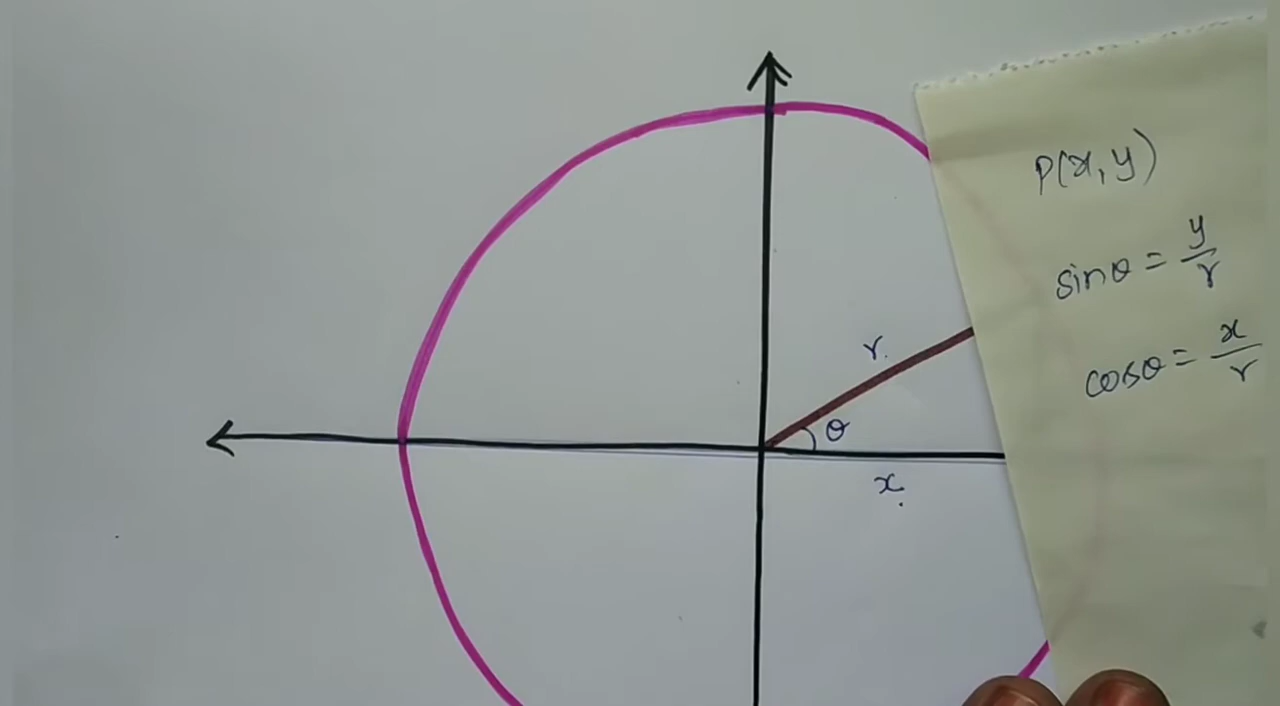 P(x,y)
sinθ = y/r
r.
cosθ = x/r
θ
x.